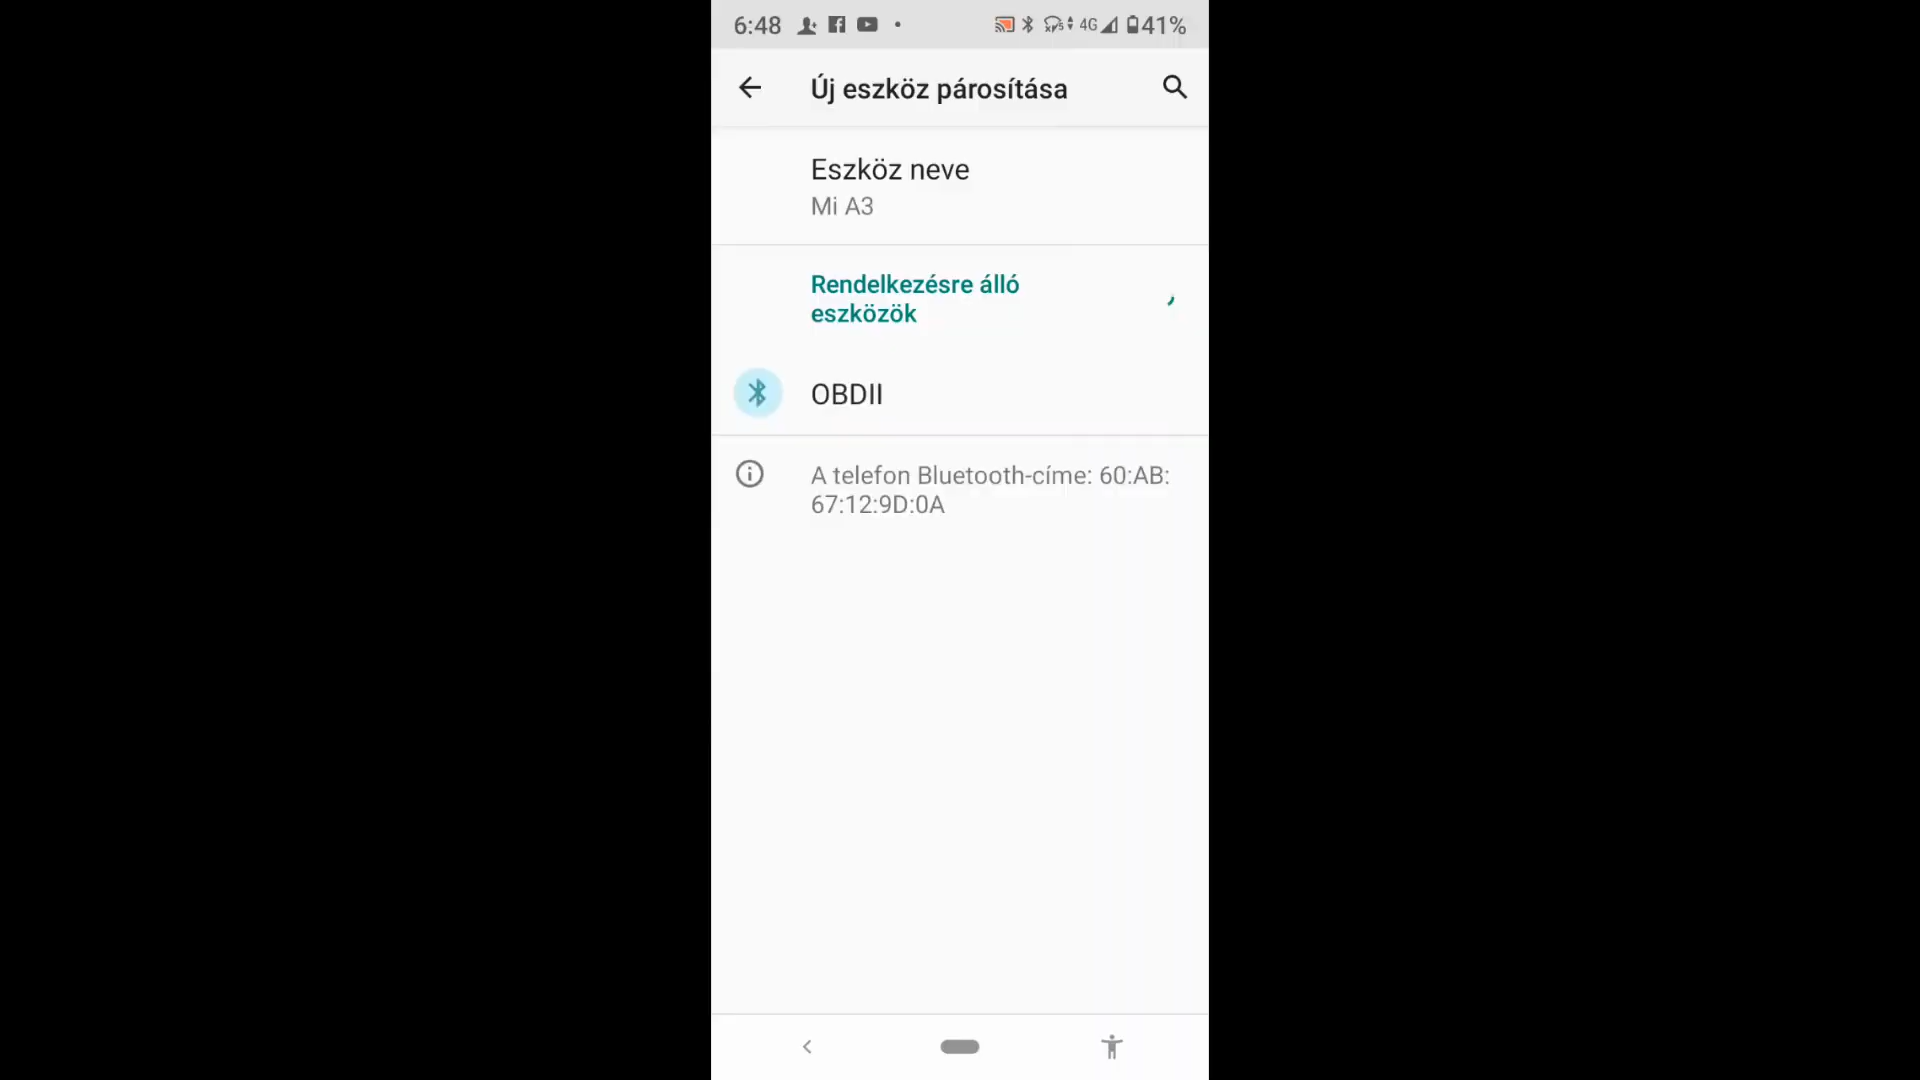 6:48 4G 41%
Új eszköz párosítása
Eszköz neve
Mi A3
Rendelkezésre álló
eszközök
OBDII
A telefon Bluetooth-címe: 60:AB:
67:12:9D:0A